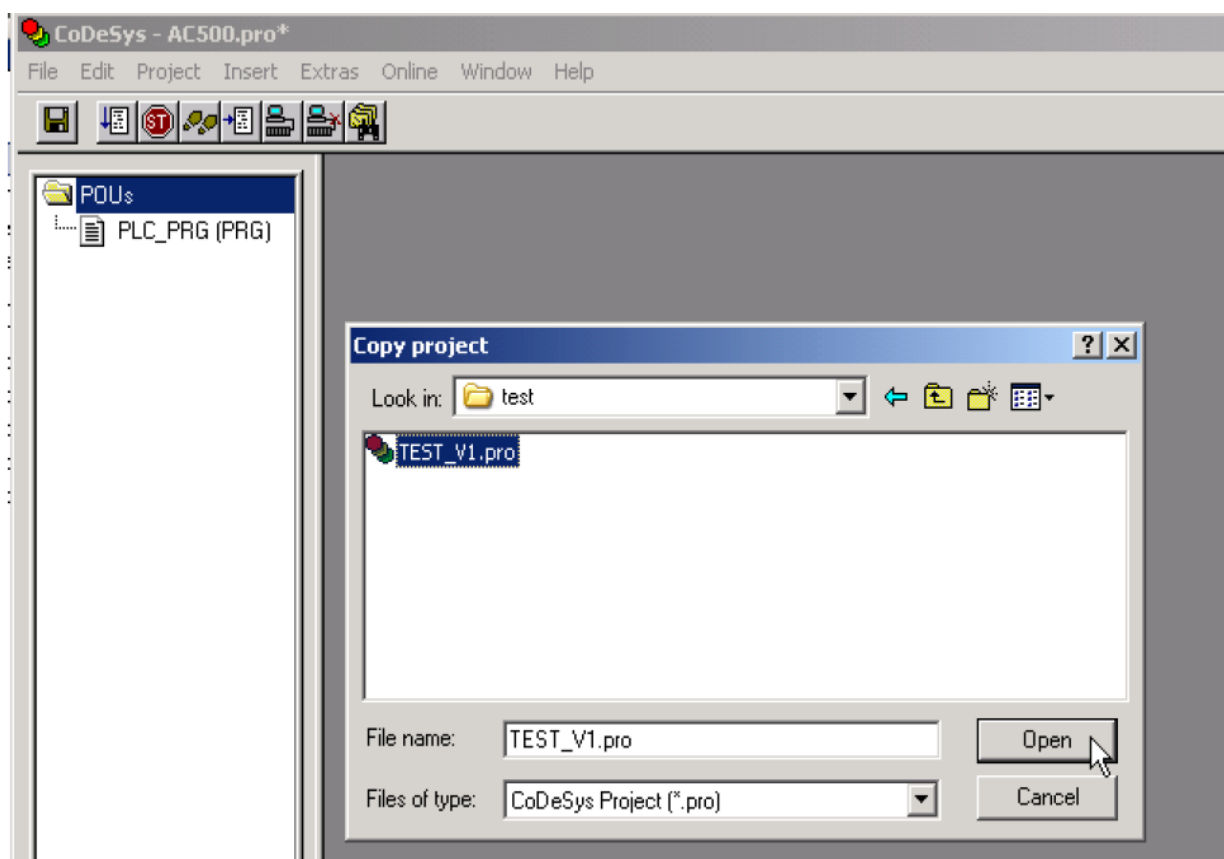 CoDeSys - AC500.pro*
File Edit Project Insert Extras Online Window Help
ST
POUs
PLC_PRG (PRG)
Copy project
Look in: test
TEST_V1.pro
File name: TEST_V1.pro Open
Files of type: CoDeSys Project (*.pro) Cancel